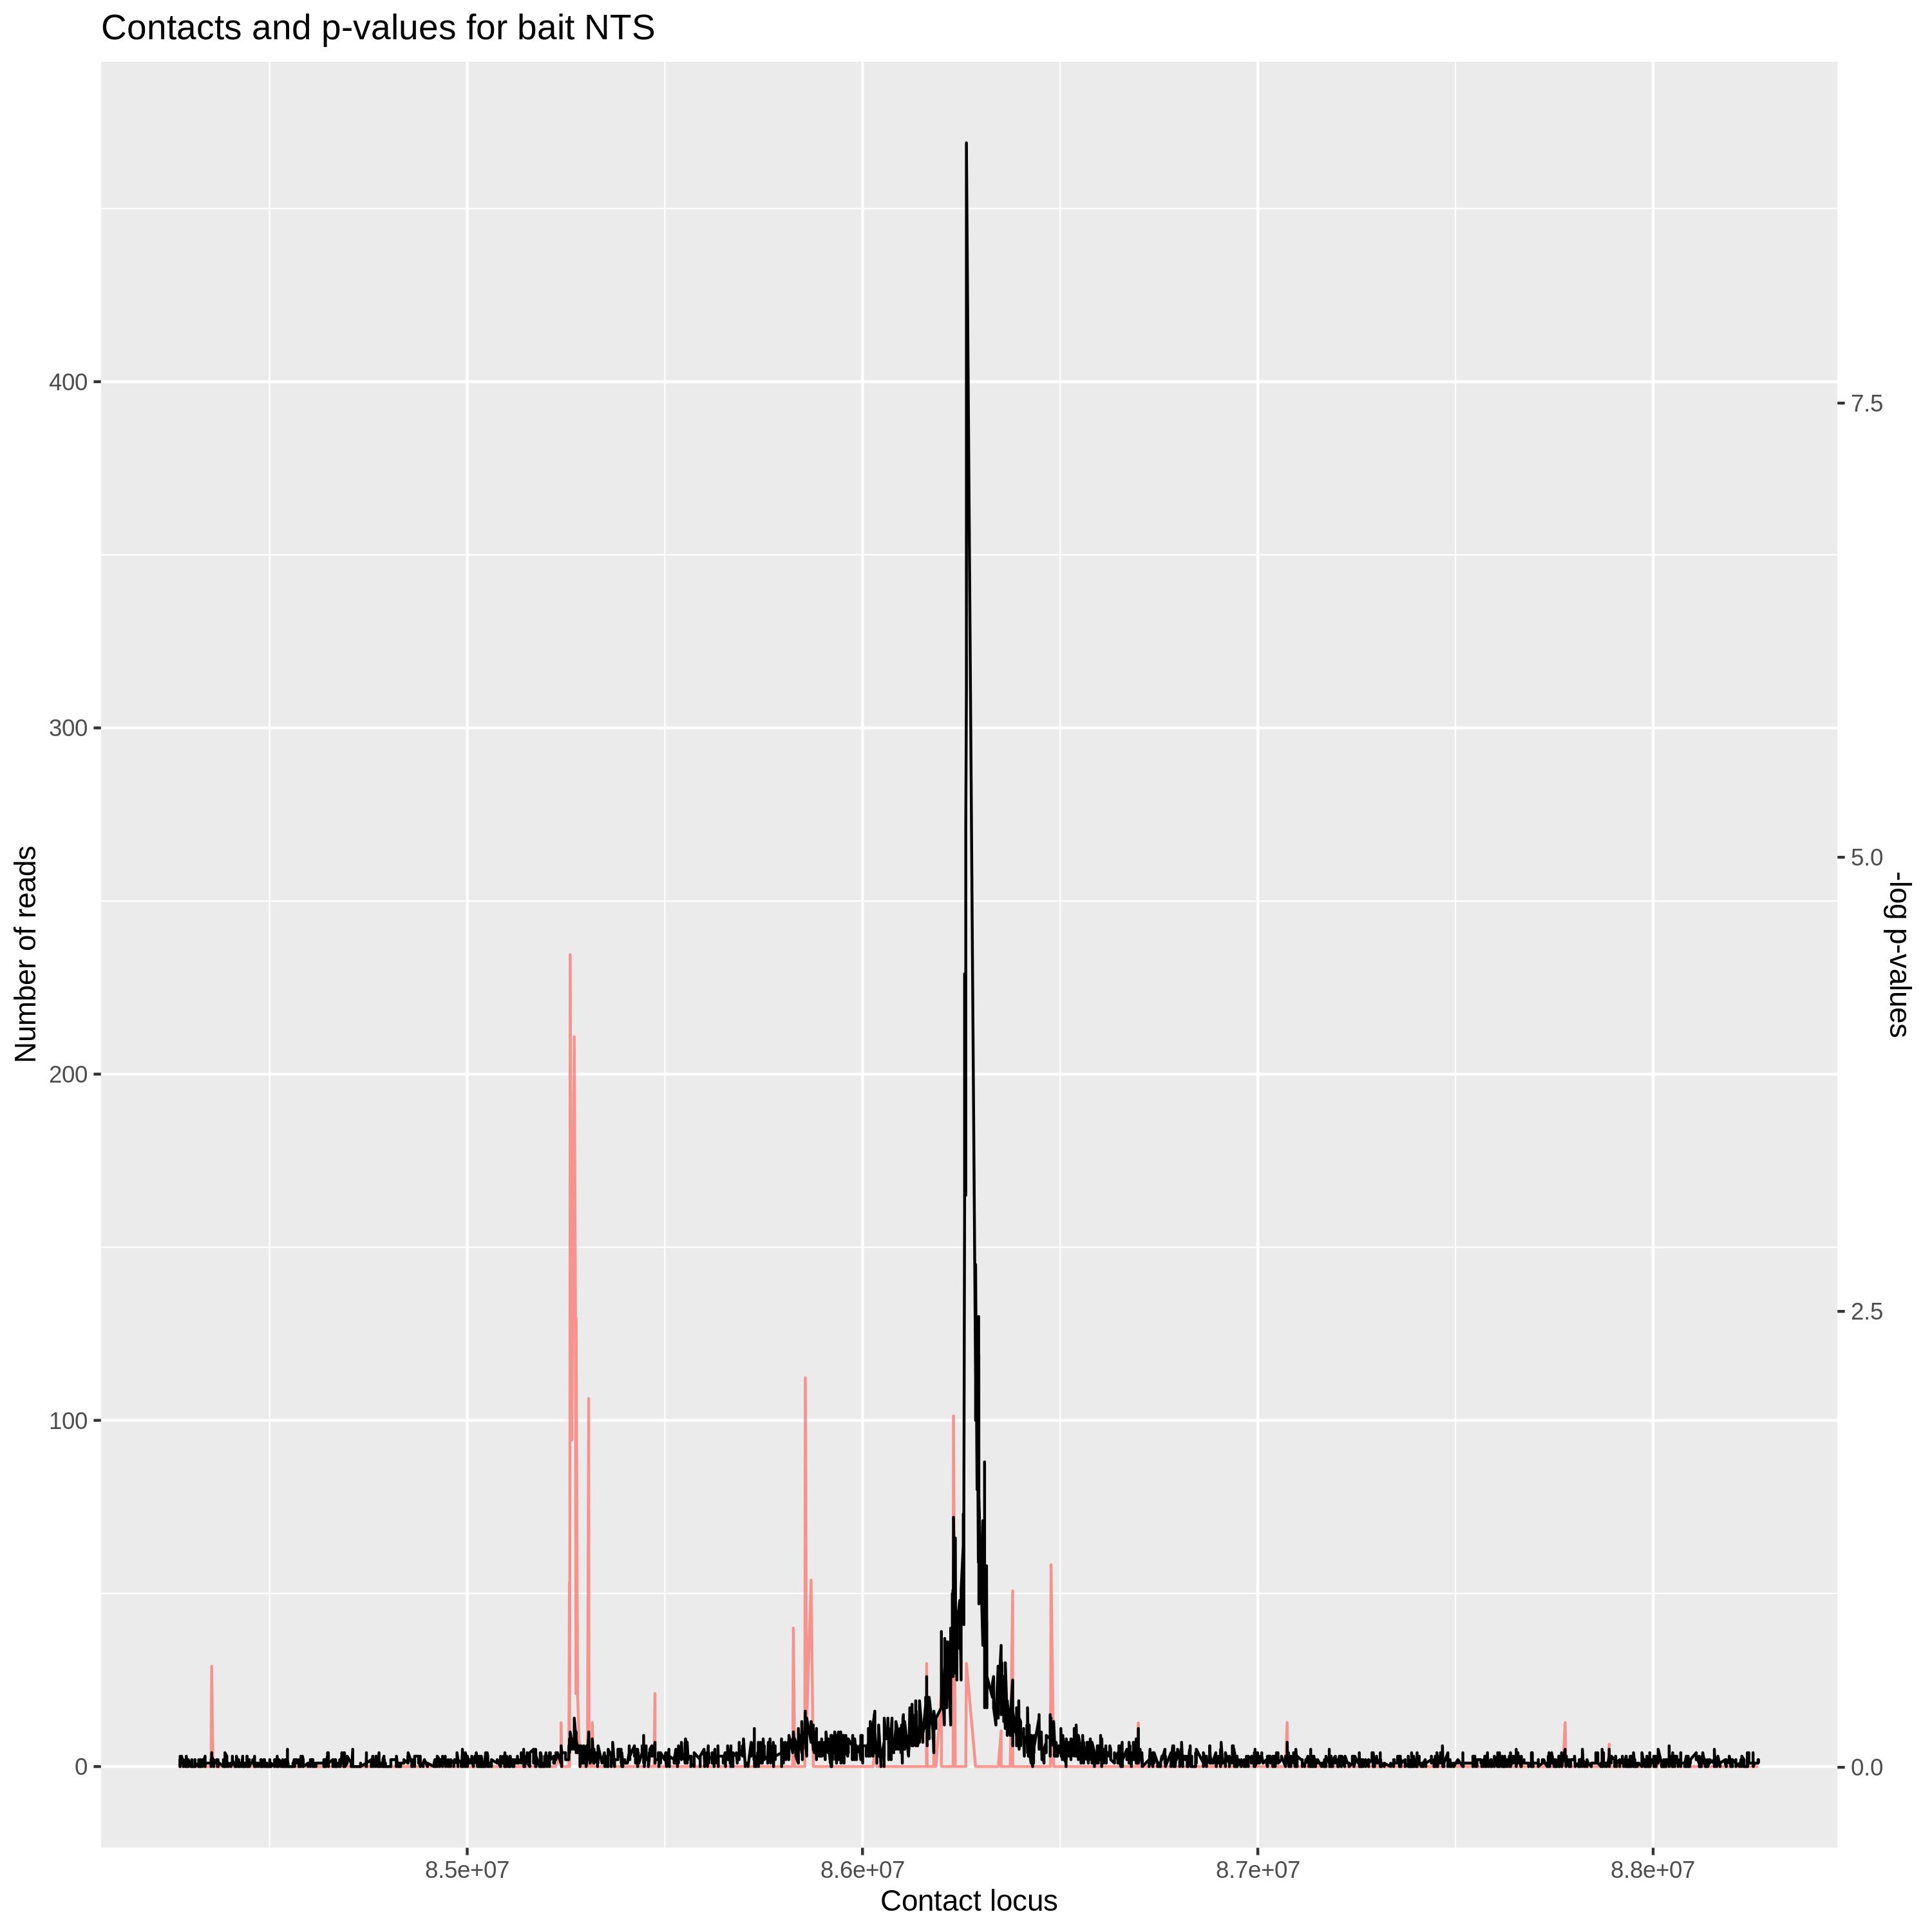 Contacts and p-values for bait NTS
400
300
200
100
0
Number of reads
7.5
5.0
2.5
0.0
-log p-values
8.5e+07
8.6e+07
8.7e+07
8.8e+07
Contact locus